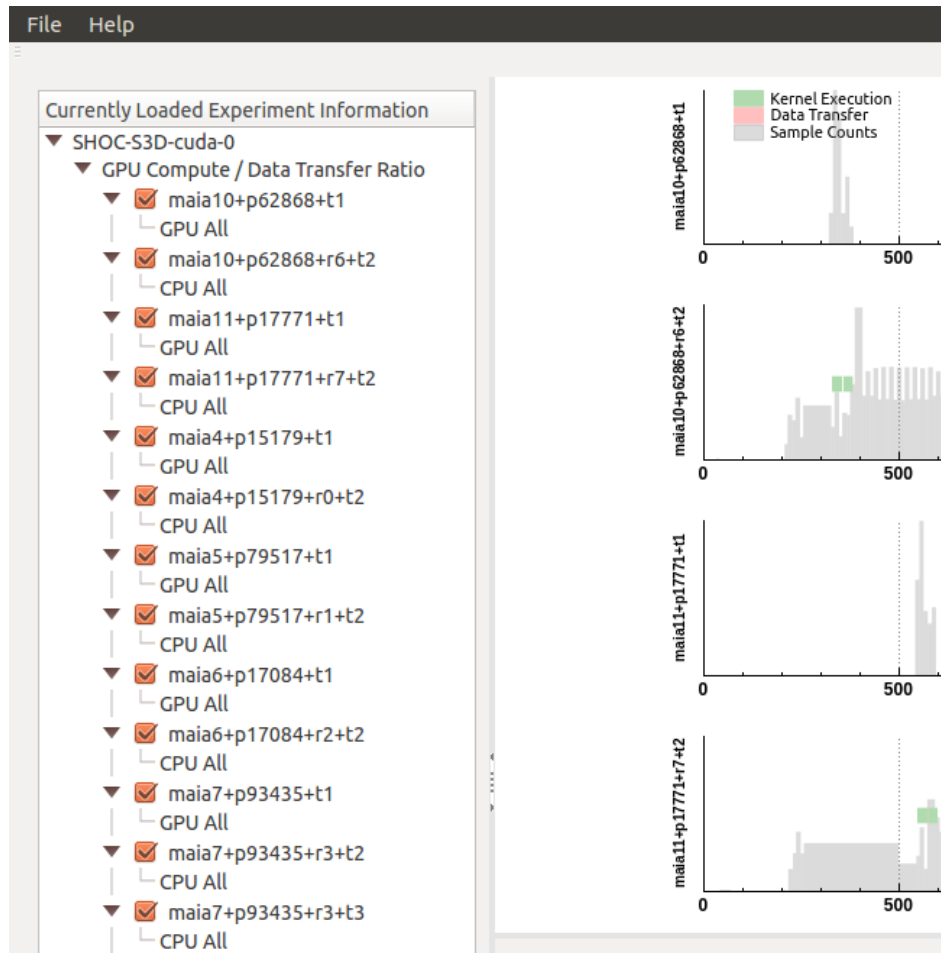 File Help
Currently Loaded Experiment Information
SHOC-S3D-cuda-0
GPU Compute / Data Transfer Ratio
maia10+p62868+t1
GPU All
maia10+p62868+r6+t2
CPU All
maia11+p17771+t1
GPU All
maia11+p17771+r7+t2
CPU All
maia4+p15179+t1
GPU All
maia4+p15179+r0+t2
CPU All
maia5+p79517+t1
GPU All
maia5+p79517+r1+t2
CPU All
maia6+p17084+t1
GPU All
maia6+p17084+r2+t2
CPU All
maia7+p93435+t1
GPU All
maia7+p93435+r3+t2
CPU All
maia7+p93435+r3+t3
CPU All
Kernel Execution
Data Transfer
Sample Counts
maia10+p62868+t1
0 500
maia10+p62868+r6+t2
0 500
maia11+p17771+t1
0 500
maia11+p17771+r7+t2
0 500